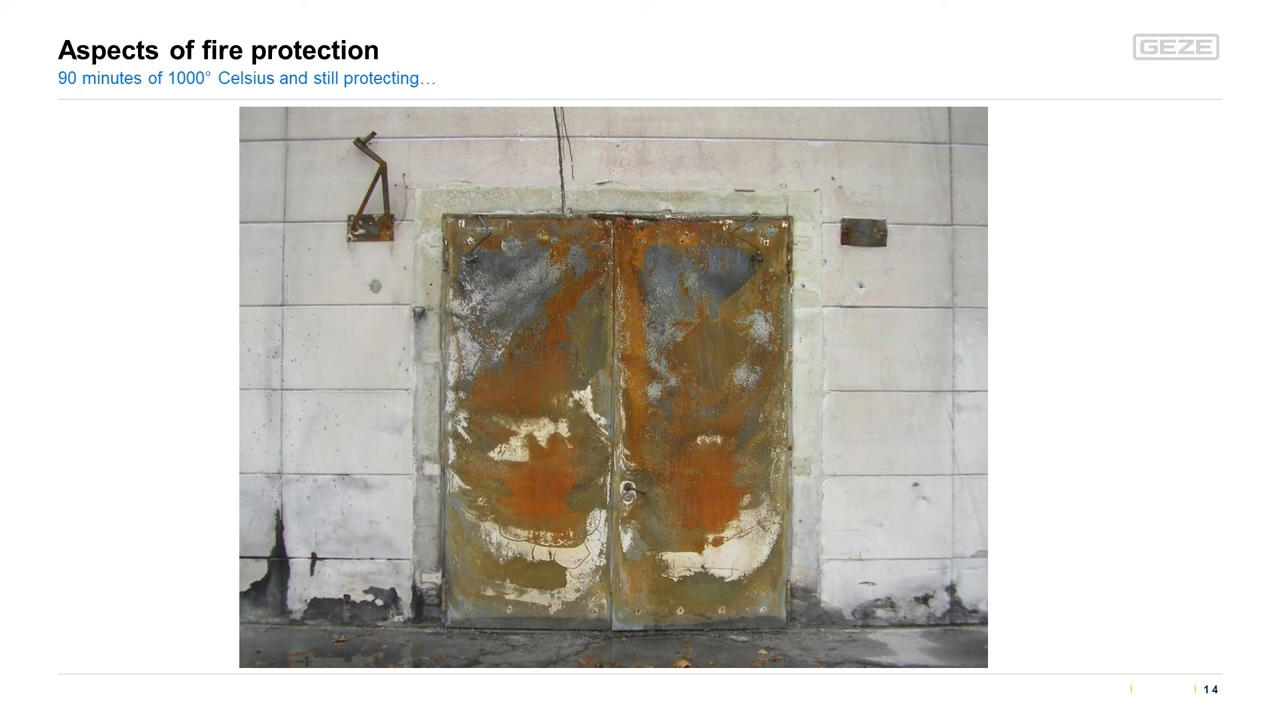 Aspects of fire protection
GEZE
90 minutes of 1000° Celsius and still protecting…
14